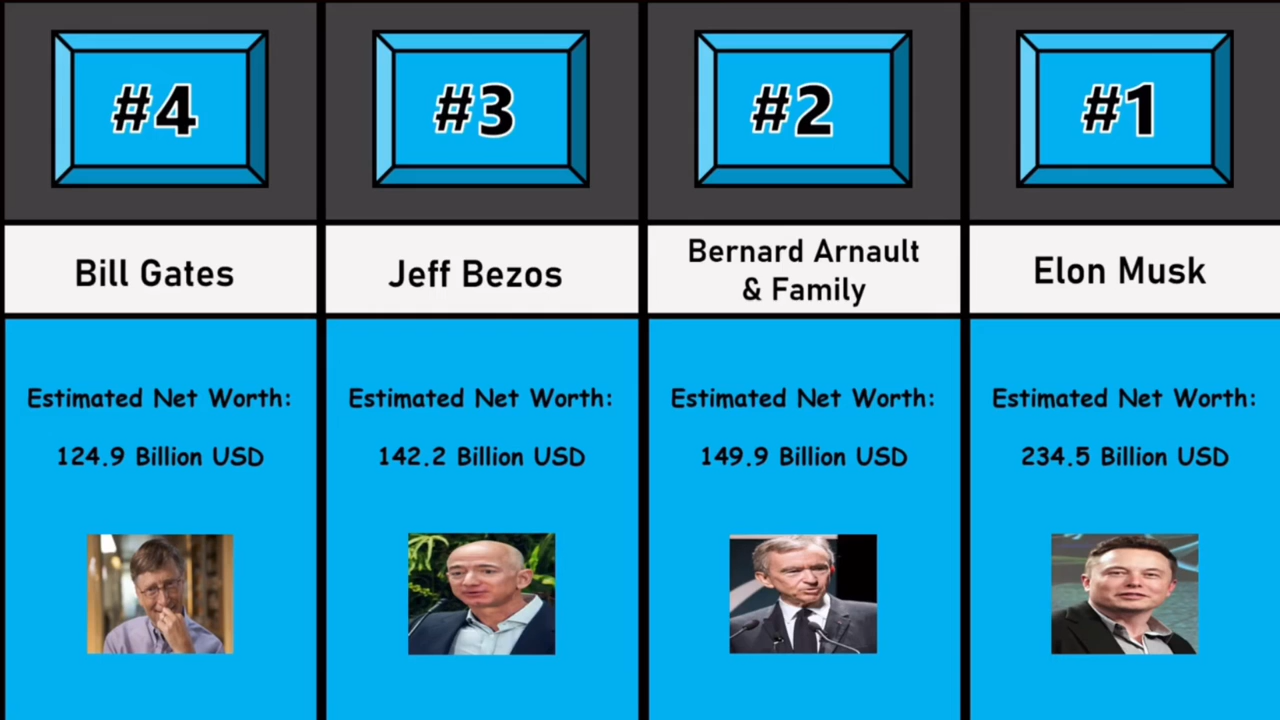 #4
Bill Gates
Estimated Net Worth:
124.9 Billion USD
#3
Jeff Bezos
Estimated Net Worth:
142.2 Billion USD
#2
Bernard Arnault
& Family
Estimated Net Worth:
149.9 Billion USD
#1
Elon Musk
Estimated Net Worth:
234.5 Billion USD